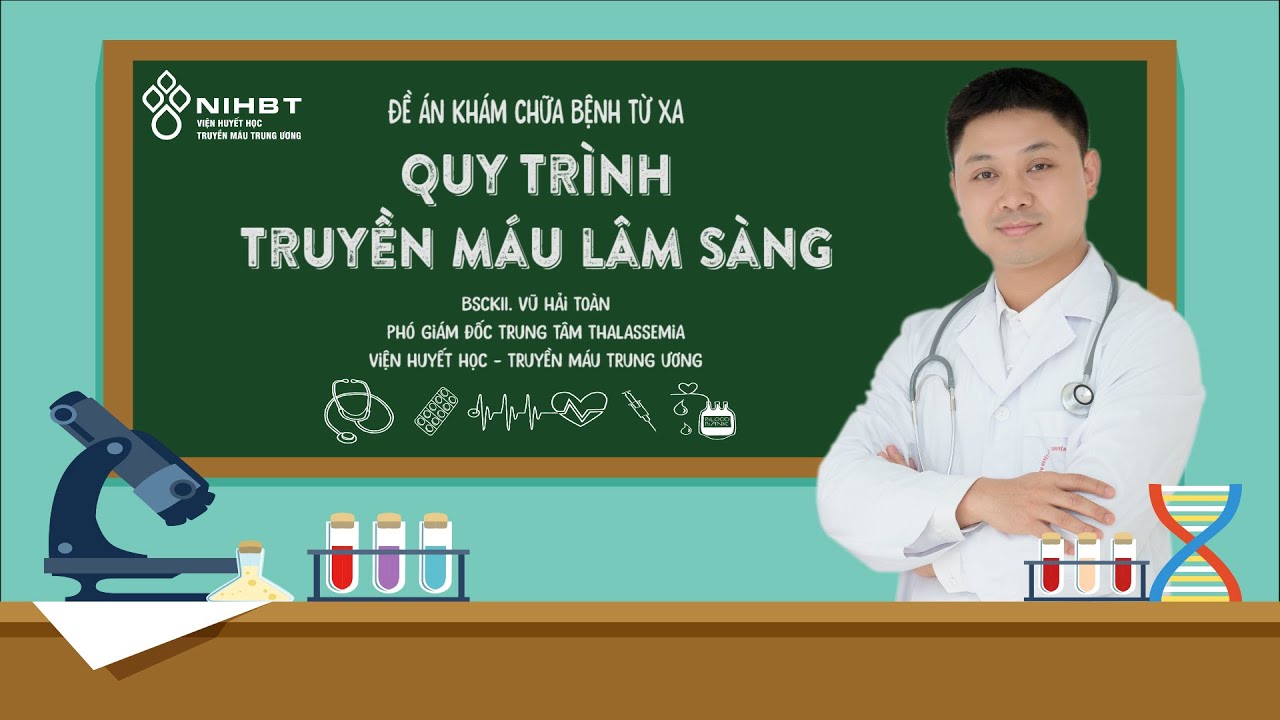 NIHBT
VIỆN HUYẾT HỌC
TRUYỀN MÁU TRUNG ƯƠNG
ĐỀ ÁN KHÁM CHỮA BỆNH TỪ XA
QUY TRÌNH
TRUYỀN MÁU LÂM SÀNG
BSCKII. VŨ HẢI TOÀN
PHÓ GIÁM ĐỐC TRUNG TÂM THALASSEMIA
VIỆN HUYẾT HỌC - TRUYỀN MÁU TRUNG ƯƠNG
BLOOD
BANK